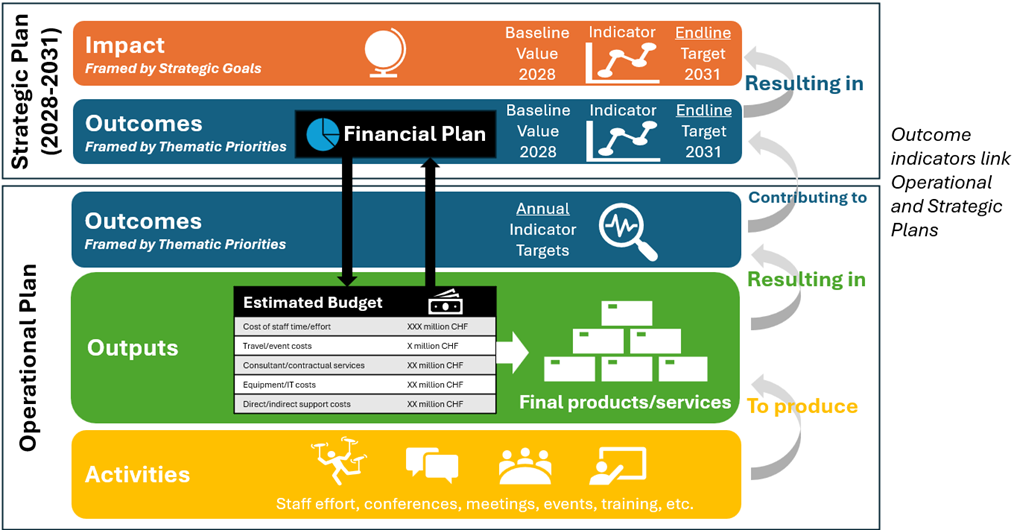 Strategic Plan
(2028-2031)
Impact
Framed by Strategic Goals
Baseline
Value
2028
Indicator
Endline
Target
2031
Resulting in
Outcomes
Framed by Thematic Priorities
Financial Plan
Baseline
Value
2028
Indicator
Endline
Target
2031
Contributing to
Outcome
indicators link
Operational
and Strategic
Plans
Operational Plan
Outcomes
Framed by Thematic Priorities
Annual
Indicator
Targets
Resulting in
Outputs
Estimated Budget
Cost of staff time/effort XXX million CHF
Travel/event costs X million CHF
Consultant/contractual services XX million CHF
Equipment/IT costs XX million CHF
Direct/indirect support costs XX million CHF
Final products/services
To produce
Activities
Staff effort, conferences, meetings, events, training, etc.